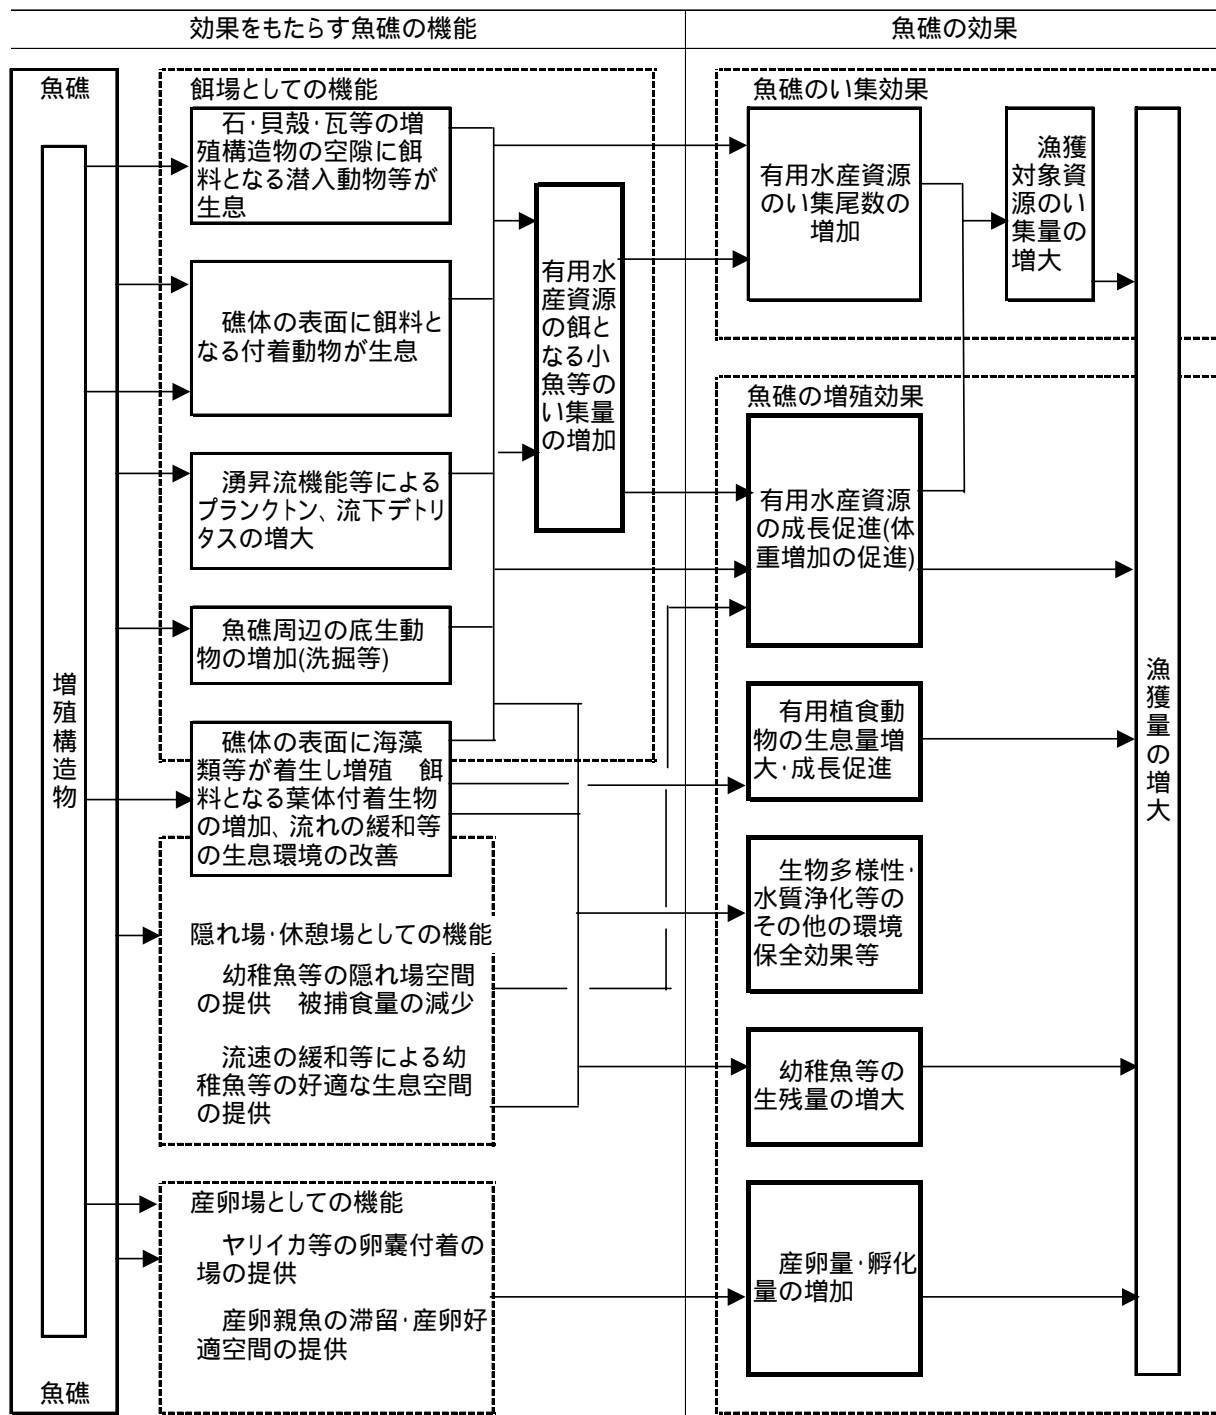 効果をもたらす魚礁の機能
魚礁の効果
魚礁
増殖構造物
魚礁
餌場としての機能
石・貝殻・瓦等の増
殖構造物の空隙に餌
料となる潜入動物等が
生息
礁体の表面に餌料と
なる付着動物が生息
湧昇流機能等による
プランクトン、流下デトリ
タスの増大
魚礁周辺の底生動
物の増加(洗掘等)
礁体の表面に海藻
類等が着生し増殖　餌
料となる葉体付着生物
の増加、流れの緩和等
の生息環境の改善
有用水
産資源
の餌と
なる小
魚等の
い集量
の増加
隠れ場・休憩場としての機能
幼稚魚等の隠れ場空間
の提供　被捕食量の減少
流速の緩和等による幼
稚魚等の好適な生息空間
の提供
産卵場としての機能
ヤリイカ等の卵嚢付着の
場の提供
産卵親魚の滞留・産卵好
適空間の提供
魚礁のい集効果
有用水産資源
のい集尾数の
増加
漁獲
対象資
源のい
集量の
増大
魚礁の増殖効果
有用水産資源
の成長促進(体
重増加の促進)
有用植食動
物の生息量増
大・成長促進
生物多様性・
水質浄化等の
その他の環境
保全効果等
幼稚魚等の
生残量の増大
産卵量・孵化
量の増加
漁獲量の増大